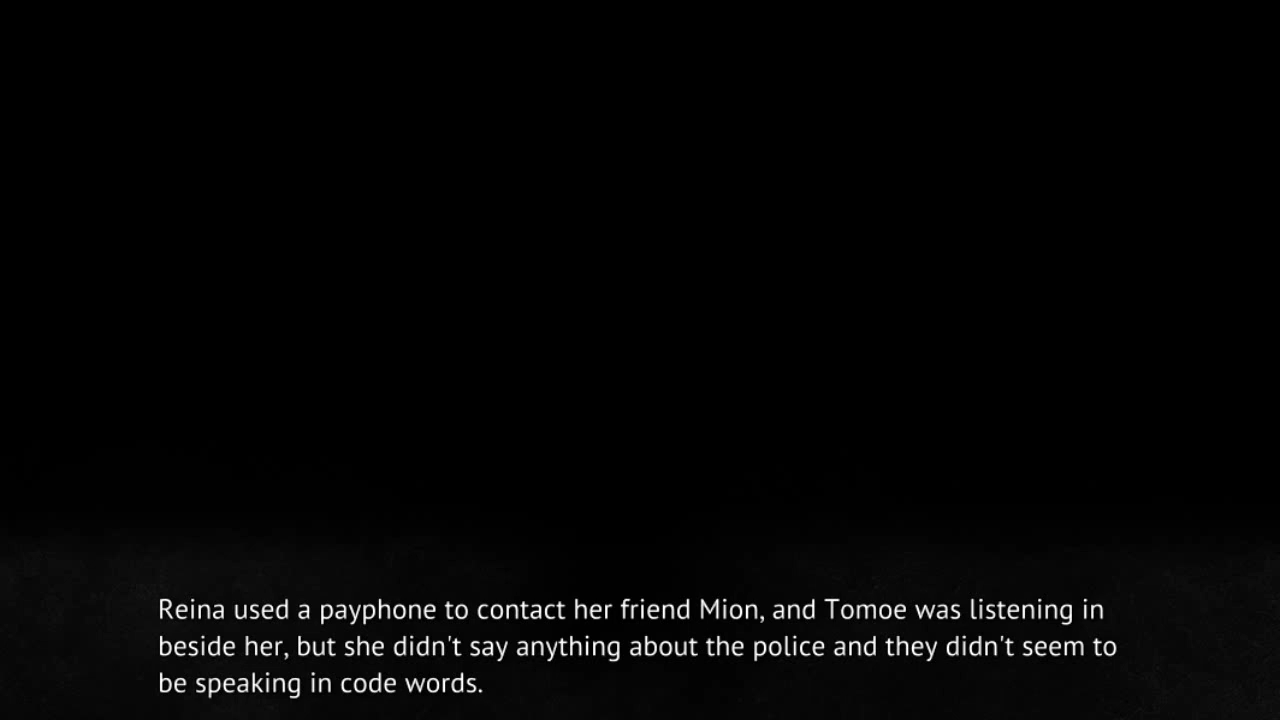 Reina used a payphone to contact her friend Mion, and Tomoe was listening in
beside her, but she didn't say anything about the police and they didn't seem to
be speaking in code words.